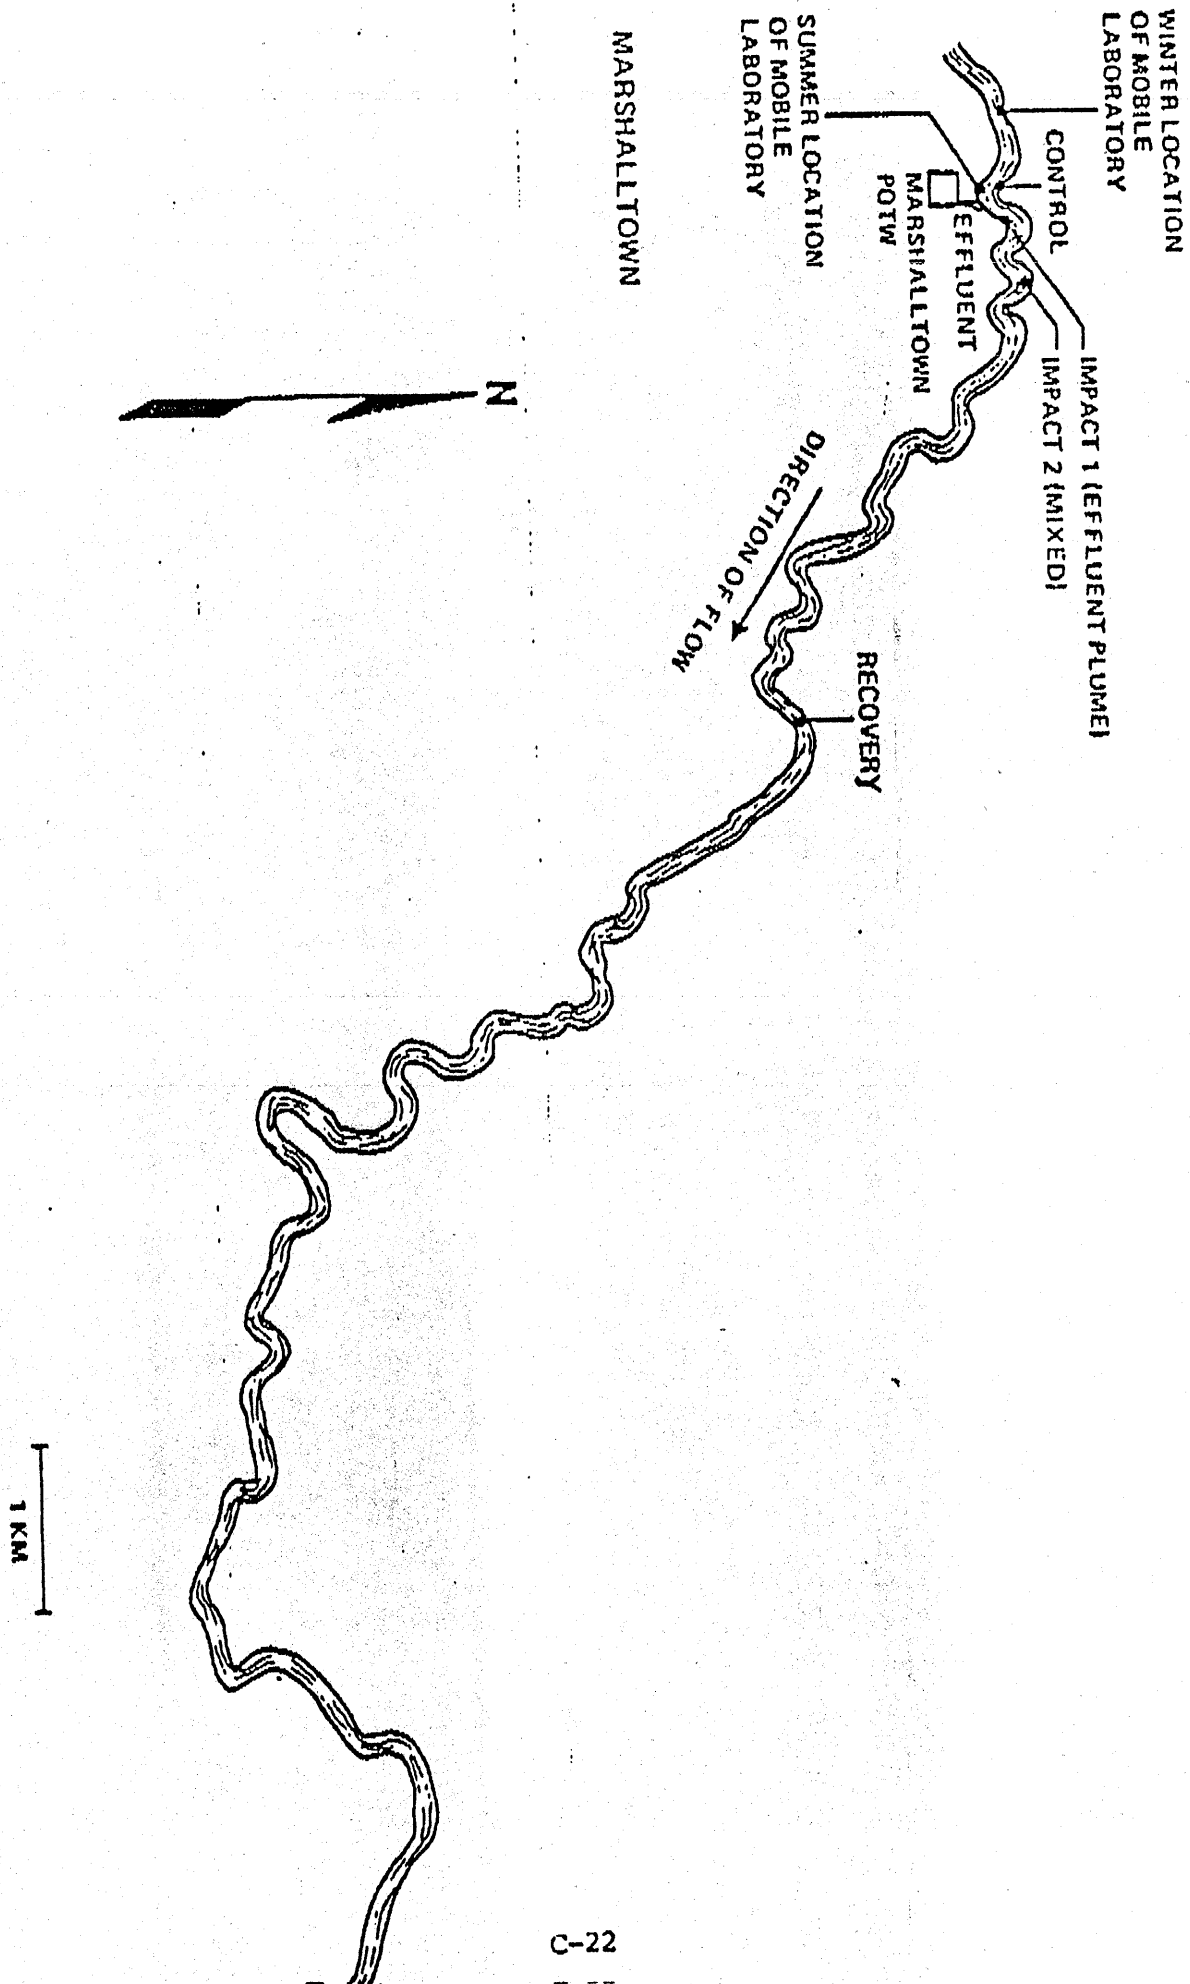 WINTER LOCATION
OF MOBILE
LABORATORY
CONTROL
IMPACT 1 (EFFLUENT PLUME)
IMPACT 2 (MIXED)
EFFLUENT
MARSHALLTOWN
POTW
SUMMER LOCATION
OF MOBILE
LABORATORY
RECOVERY
DIRECTION OF FLOW
MARSHALLTOWN
N
1 KM
C-22